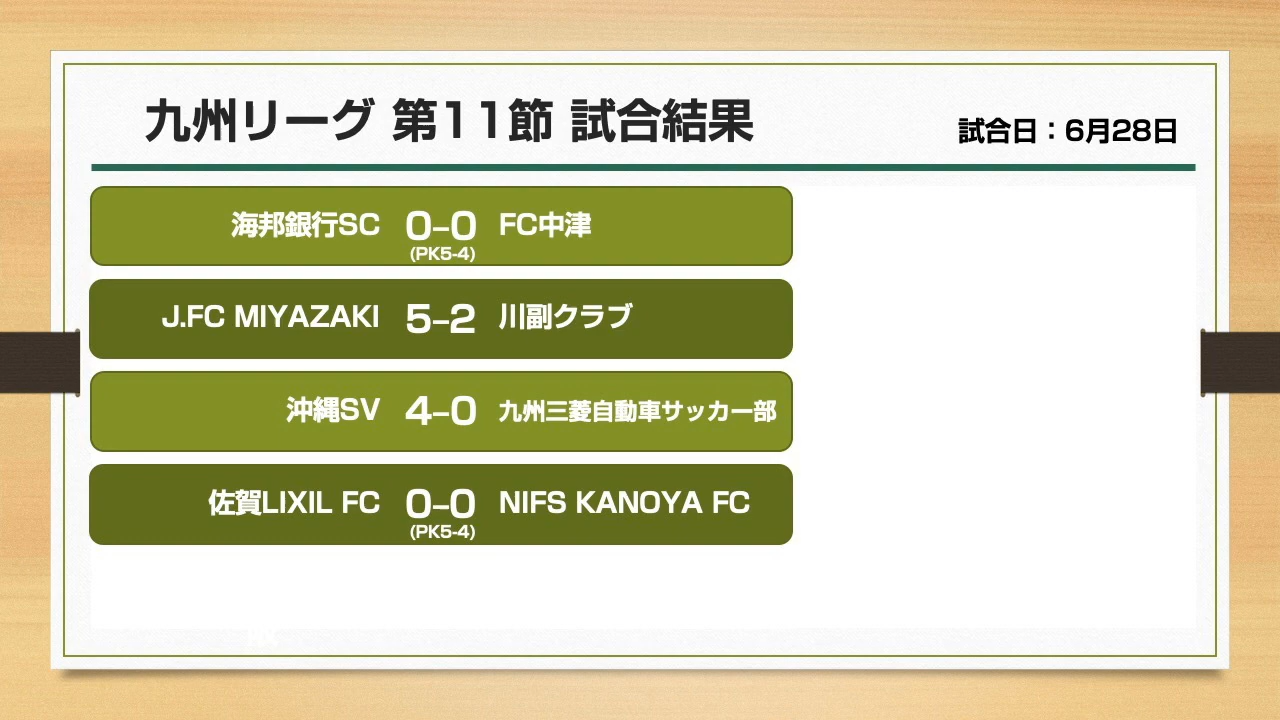 九州リーグ 第11節 試合結果
試合日：6月28日
海邦銀行SC 0–0 FC中津
(PK5-4)
J.FC MIYAZAKI 5–2 川副クラブ
沖縄SV 4–0 九州三菱自動車サッカー部
佐賀LIXIL FC 0–0 NIFS KANOYA FC
(PK5-4)